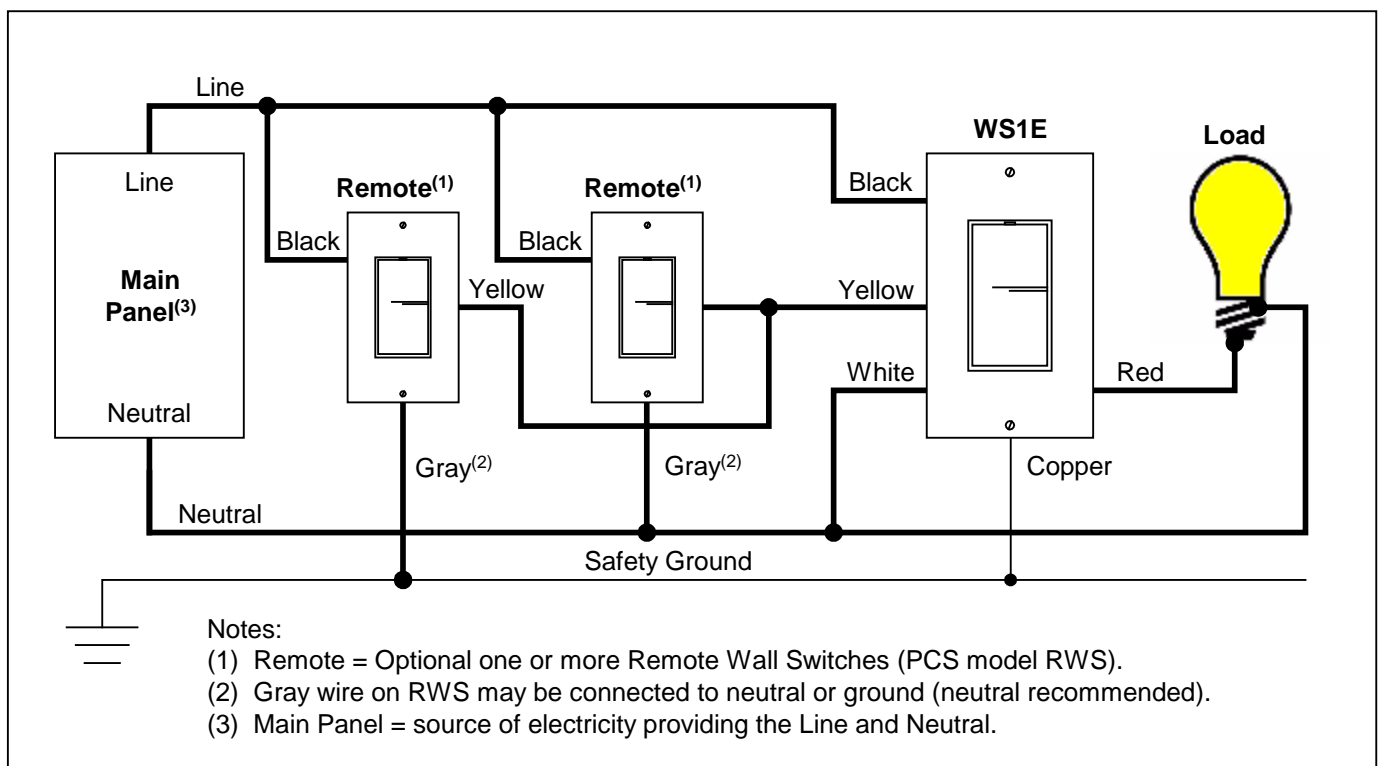 Line
WS1E
Load
Line
Remote(1)
Remote(1)
Black
Black
Black
Main
Panel(3)
Yellow
Yellow
White
Red
Neutral
Gray(2)
Gray(2)
Copper
Neutral
Safety Ground
Notes:
(1) Remote = Optional one or more Remote Wall Switches (PCS model RWS).
(2) Gray wire on RWS may be connected to neutral or ground (neutral recommended).
(3) Main Panel = source of electricity providing the Line and Neutral.